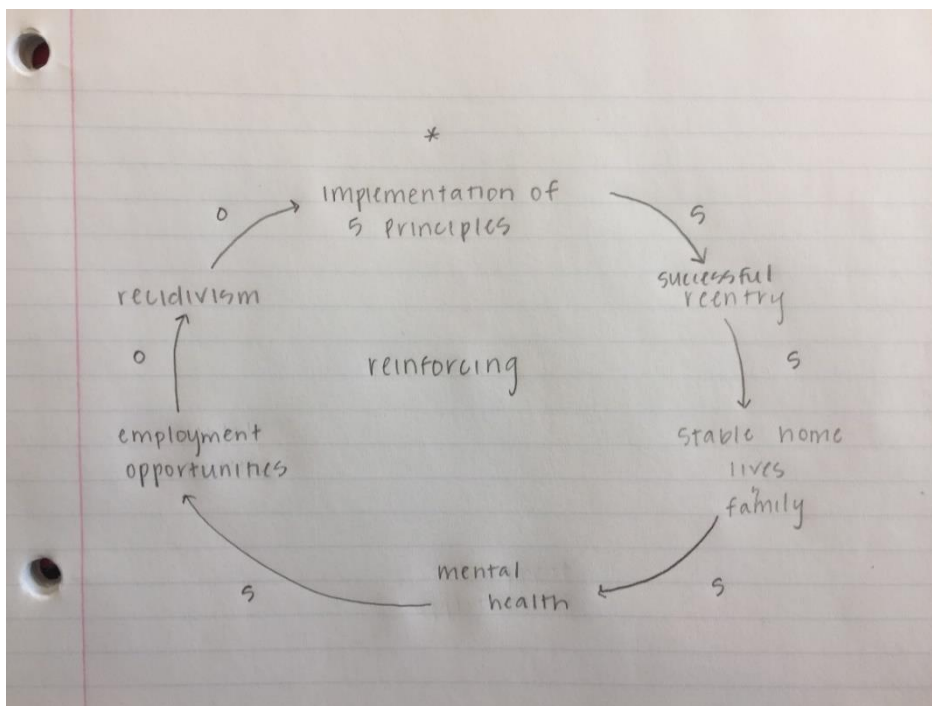 *
implementation of
5 principles
S
successful
reentry
S
stable home
lives
family
S
mental
health
S
employment
opportunities
O
recidivism
O
reinforcing